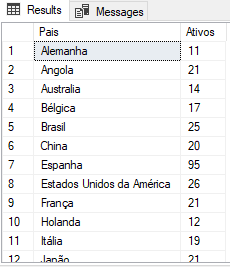 Results Messages
Pais Ativos
1 Alemanha 11
2 Angola 21
3 Australia 14
4 Bélgica 17
5 Brasil 25
6 China 20
7 Espanha 95
8 Estados Unidos da América 26
9 França 21
10 Holanda 12
11 Itália 19
12 Japão 21